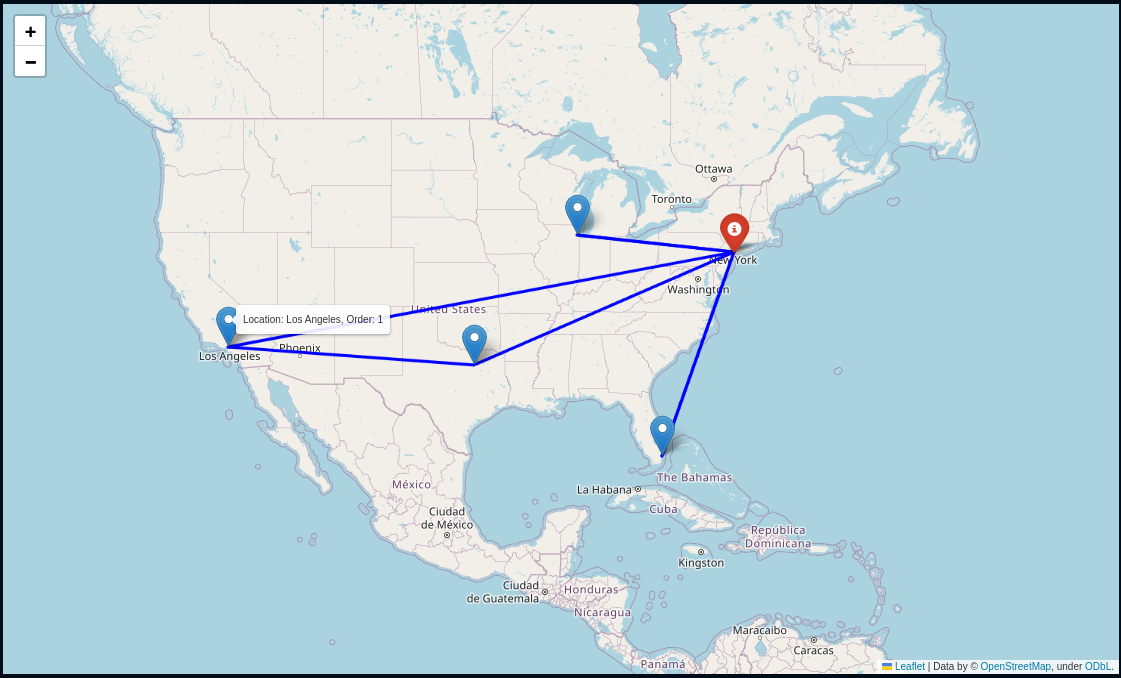 +
−
Ottawa
Toronto
New York
Washington
United States
Location: Los Angeles, Order: 1
Los Angeles
Phoenix
The Bahamas
México
La Habana
Cuba
Ciudad
de México
República
Dominicana
Kingston
Ciudad
de Guatemala
Honduras
Nicaragua
Maracaibo
Caracas
Panamá
Leaflet | Data by © OpenStreetMap, under ODbL.